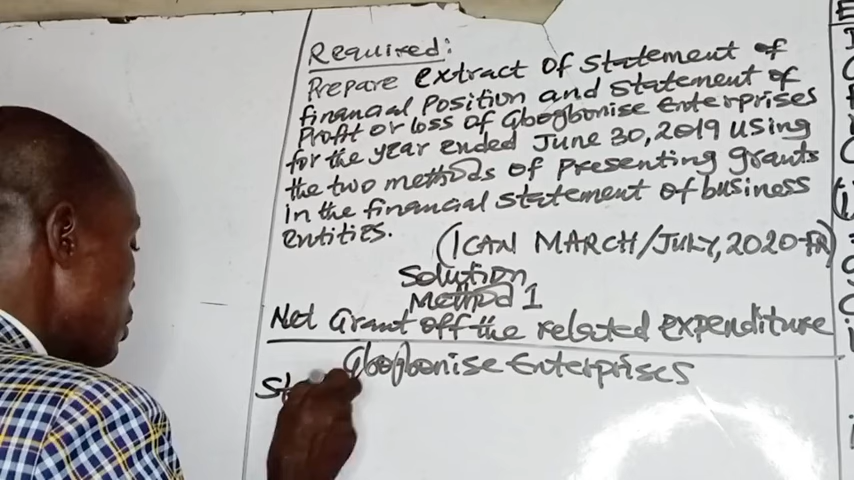 Required:
Prepare extract of statement of
financial position and statement of
Profit or loss of Gbogbonise Enterprises
for the year ended June 30, 2019 using
the two methods of presenting grants
in the financial statement of business
entities.
(ICAN MARCH/JULY, 2020-FR)
Solution
Method 1
Net Grant off the related expenditure
Gbogbonise Enterprises